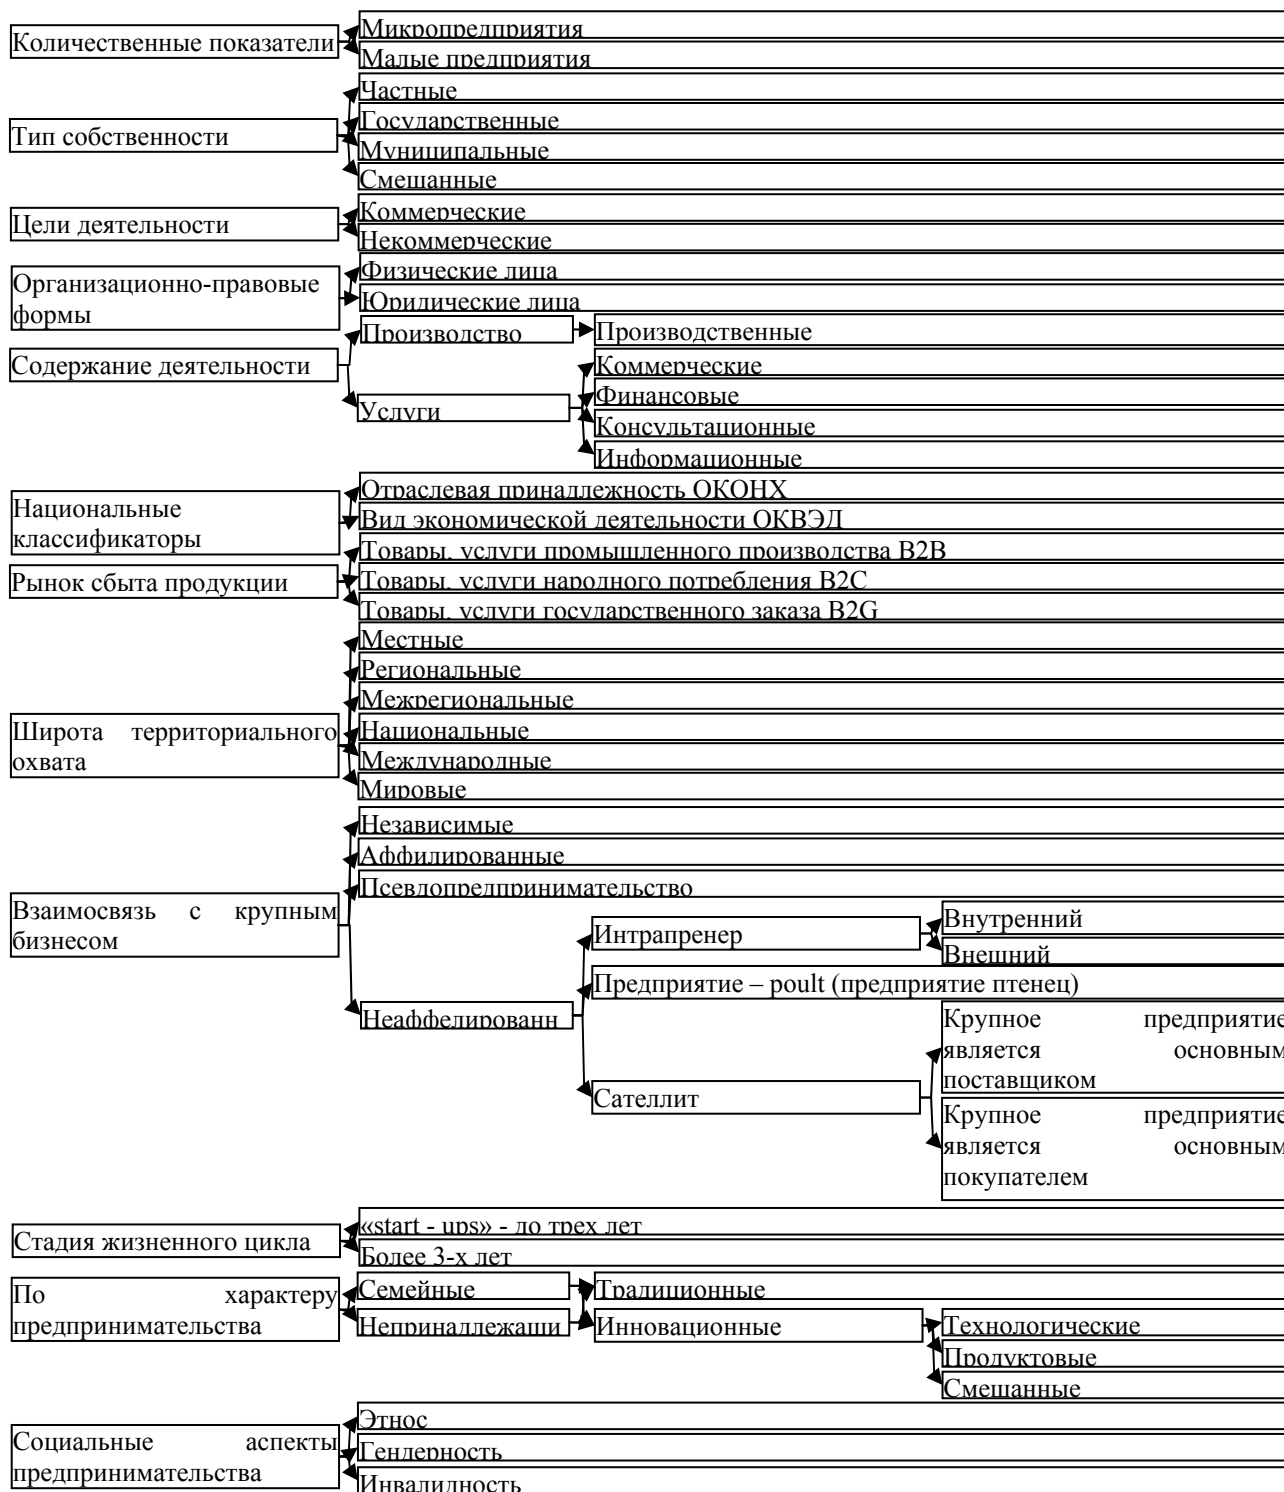 Количественные показатели
Микропредприятия
Малые предприятия
Тип собственности
Частные
Государственные
Муниципальные
Смешанные
Цели деятельности
Коммерческие
Некоммерческие
Организационно-правовые
формы
Физические лица
Юридические лица
Содержание деятельности
Производство
Производственные
Услуги
Коммерческие
Финансовые
Консультационные
Информационные
Национальные
классификаторы
Отраслевая принадлежность ОКОНХ
Вид экономической деятельности ОКВЭД
Рынок сбыта продукции
Товары, услуги промышленного производства B2B
Товары, услуги народного потребления B2C
Товары, услуги государственного заказа B2G
Широта территориального
охвата
Местные
Региональные
Межрегиональные
Национальные
Международные
Мировые
Взаимосвязь с крупным
бизнесом
Независимые
Аффилированные
Псевдопредпринимательство
Неаффелированн
Интрапренер
Внутренний
Внешний
Предприятие – poult (предприятие птенец)
Сателлит
Крупное предприятие
является основным
поставщиком
Крупное предприятие
является основным
покупателем
Стадия жизненного цикла
«start - ups» - до трех лет
Более 3-х лет
По характеру
предпринимательства
Семейные
Непринадлежащи
Традиционные
Инновационные
Технологические
Продуктовые
Смешанные
Социальные аспекты
предпринимательства
Этнос
Гендерность
Инвалидность